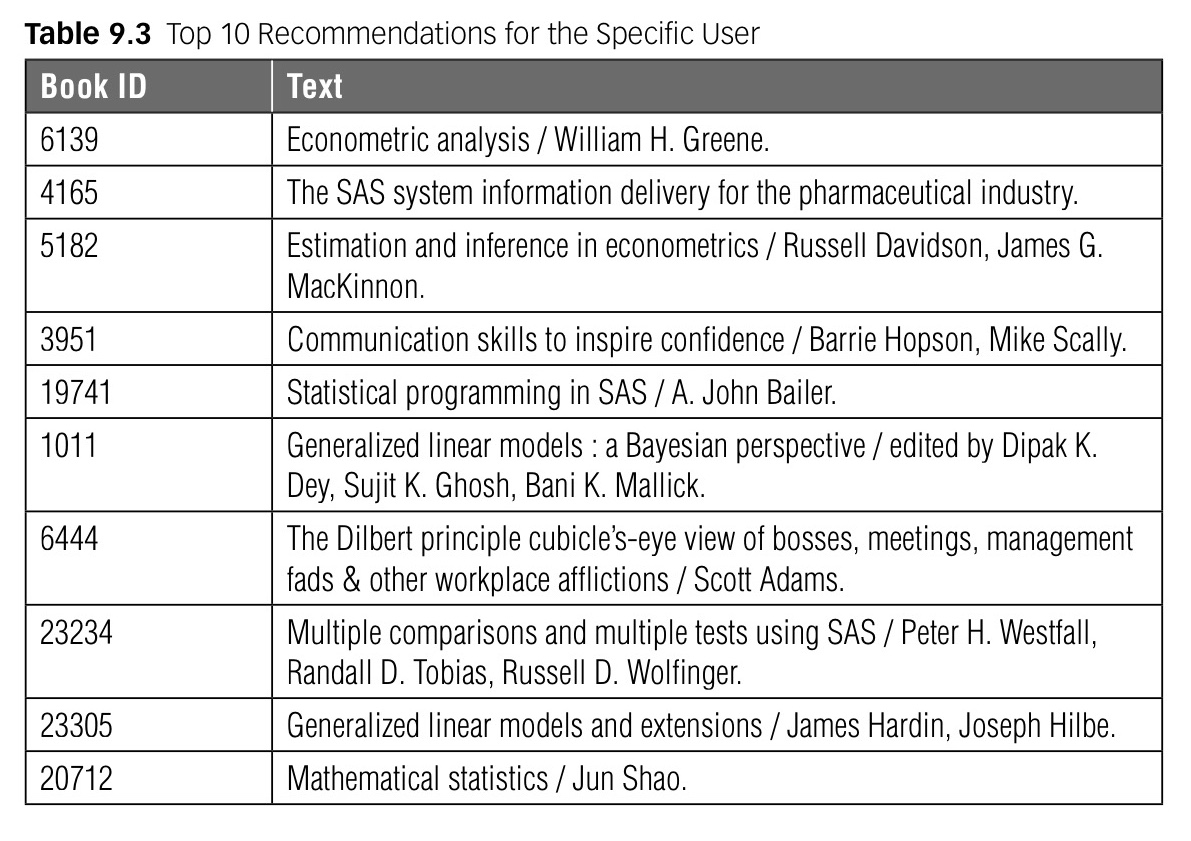 Table 9.3 Top 10 Recommendations for the Specific User
Book ID Text
6139 Econometric analysis / William H. Greene.
4165 The SAS system information delivery for the pharmaceutical industry.
5182 Estimation and inference in econometrics / Russell Davidson, James G.
MacKinnon.
3951 Communication skills to inspire confidence / Barrie Hopson, Mike Scally.
19741 Statistical programming in SAS / A. John Bailer.
1011 Generalized linear models : a Bayesian perspective / edited by Dipak K.
Dey, Sujit K. Ghosh, Bani K. Mallick.
6444 The Dilbert principle cubicle’s-eye view of bosses, meetings, management
fads & other workplace afflictions / Scott Adams.
23234 Multiple comparisons and multiple tests using SAS / Peter H. Westfall,
Randall D. Tobias, Russell D. Wolfinger.
23305 Generalized linear models and extensions / James Hardin, Joseph Hilbe.
20712 Mathematical statistics / Jun Shao.